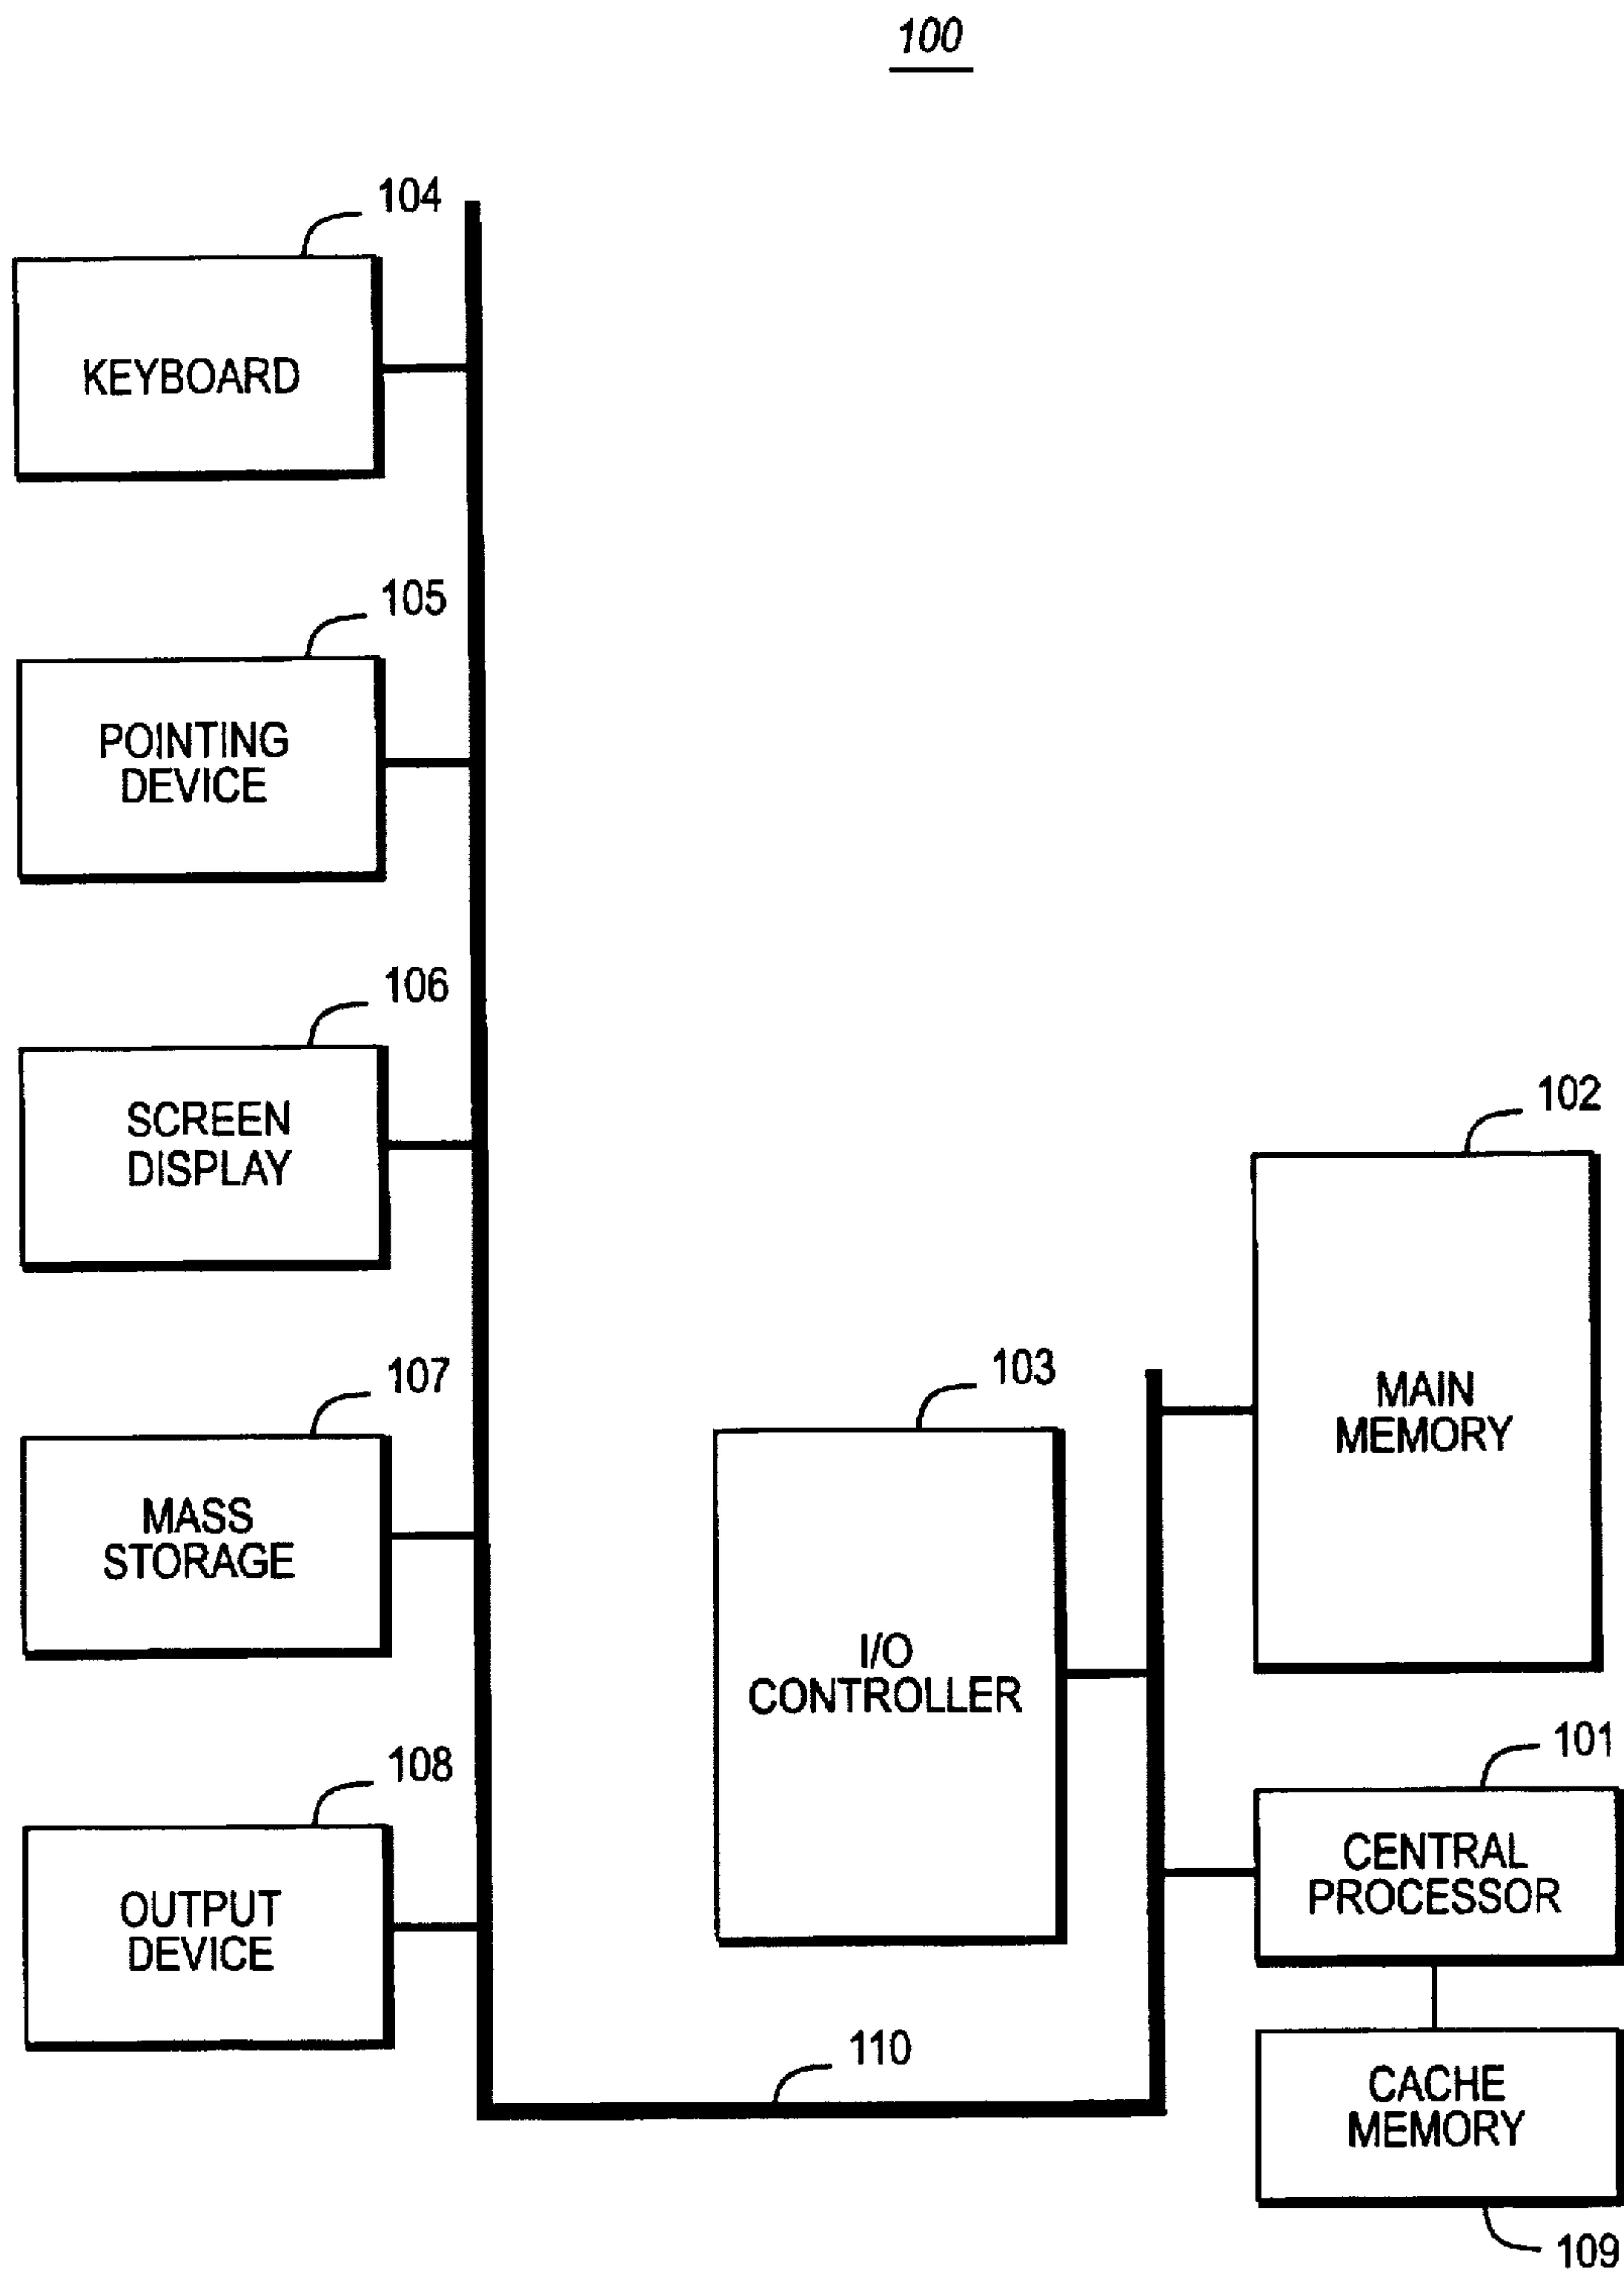 100
104
KEYBOARD
105
POINTING
DEVICE
106
SCREEN
DISPLAY
107
MASS
STORAGE
108
OUTPUT
DEVICE
103
I/O
CONTROLLER
102
MAIN
MEMORY
101
CENTRAL
PROCESSOR
110
CACHE
MEMORY
109